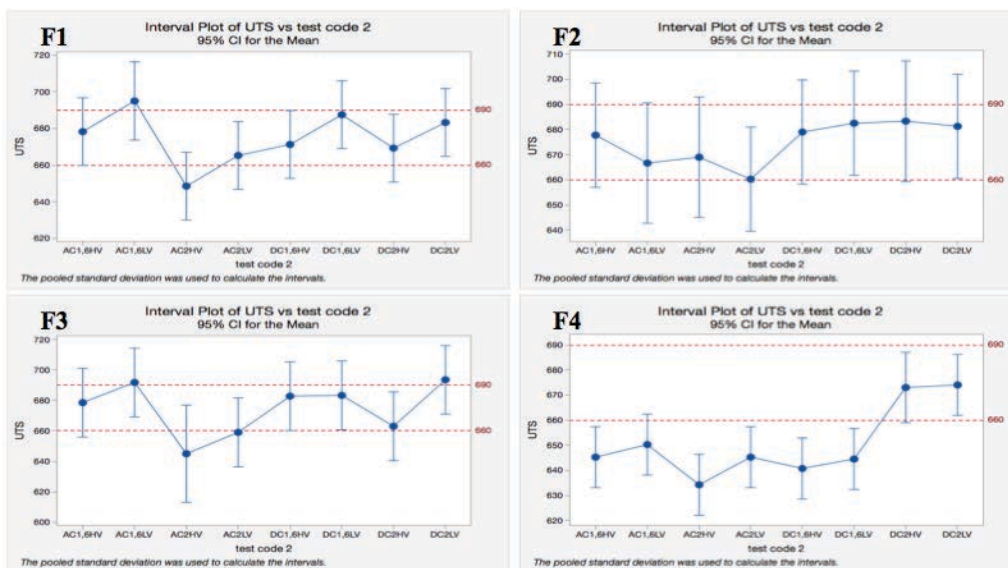 F1
Interval Plot of UTS vs test code 2
95% CI for the Mean
720
700
690
680
660
660
640
620
UTS
AC1,6HV AC1,6LV AC2HV AC2LV DC1,6HV DC1,6LV DC2HV DC2LV
test code 2
The pooled standard deviation was used to calculate the intervals.
F2
Interval Plot of UTS vs test code 2
95% CI for the Mean
710
700
690
690
680
670
660
660
650
640
UTS
AC1,6HV AC1,6LV AC2HV AC2LV DC1,6HV DC1,6LV DC2HV DC2LV
test code 2
The pooled standard deviation was used to calculate the intervals.
F3
Interval Plot of UTS vs test code 2
95% CI for the Mean
720
700
690
680
660
660
640
620
600
UTS
AC1,6HV AC1,6LV AC2HV AC2LV DC1,6HV DC1,6LV DC2HV DC2LV
test code 2
The pooled standard deviation was used to calculate the intervals.
F4
Interval Plot of UTS vs test code 2
95% CI for the Mean
690
690
680
670
660
660
650
640
630
620
UTS
AC1,6HV AC1,6LV AC2HV AC2LV DC1,6HV DC1,6LV DC2HV DC2LV
test code 2
The pooled standard deviation was used to calculate the intervals.